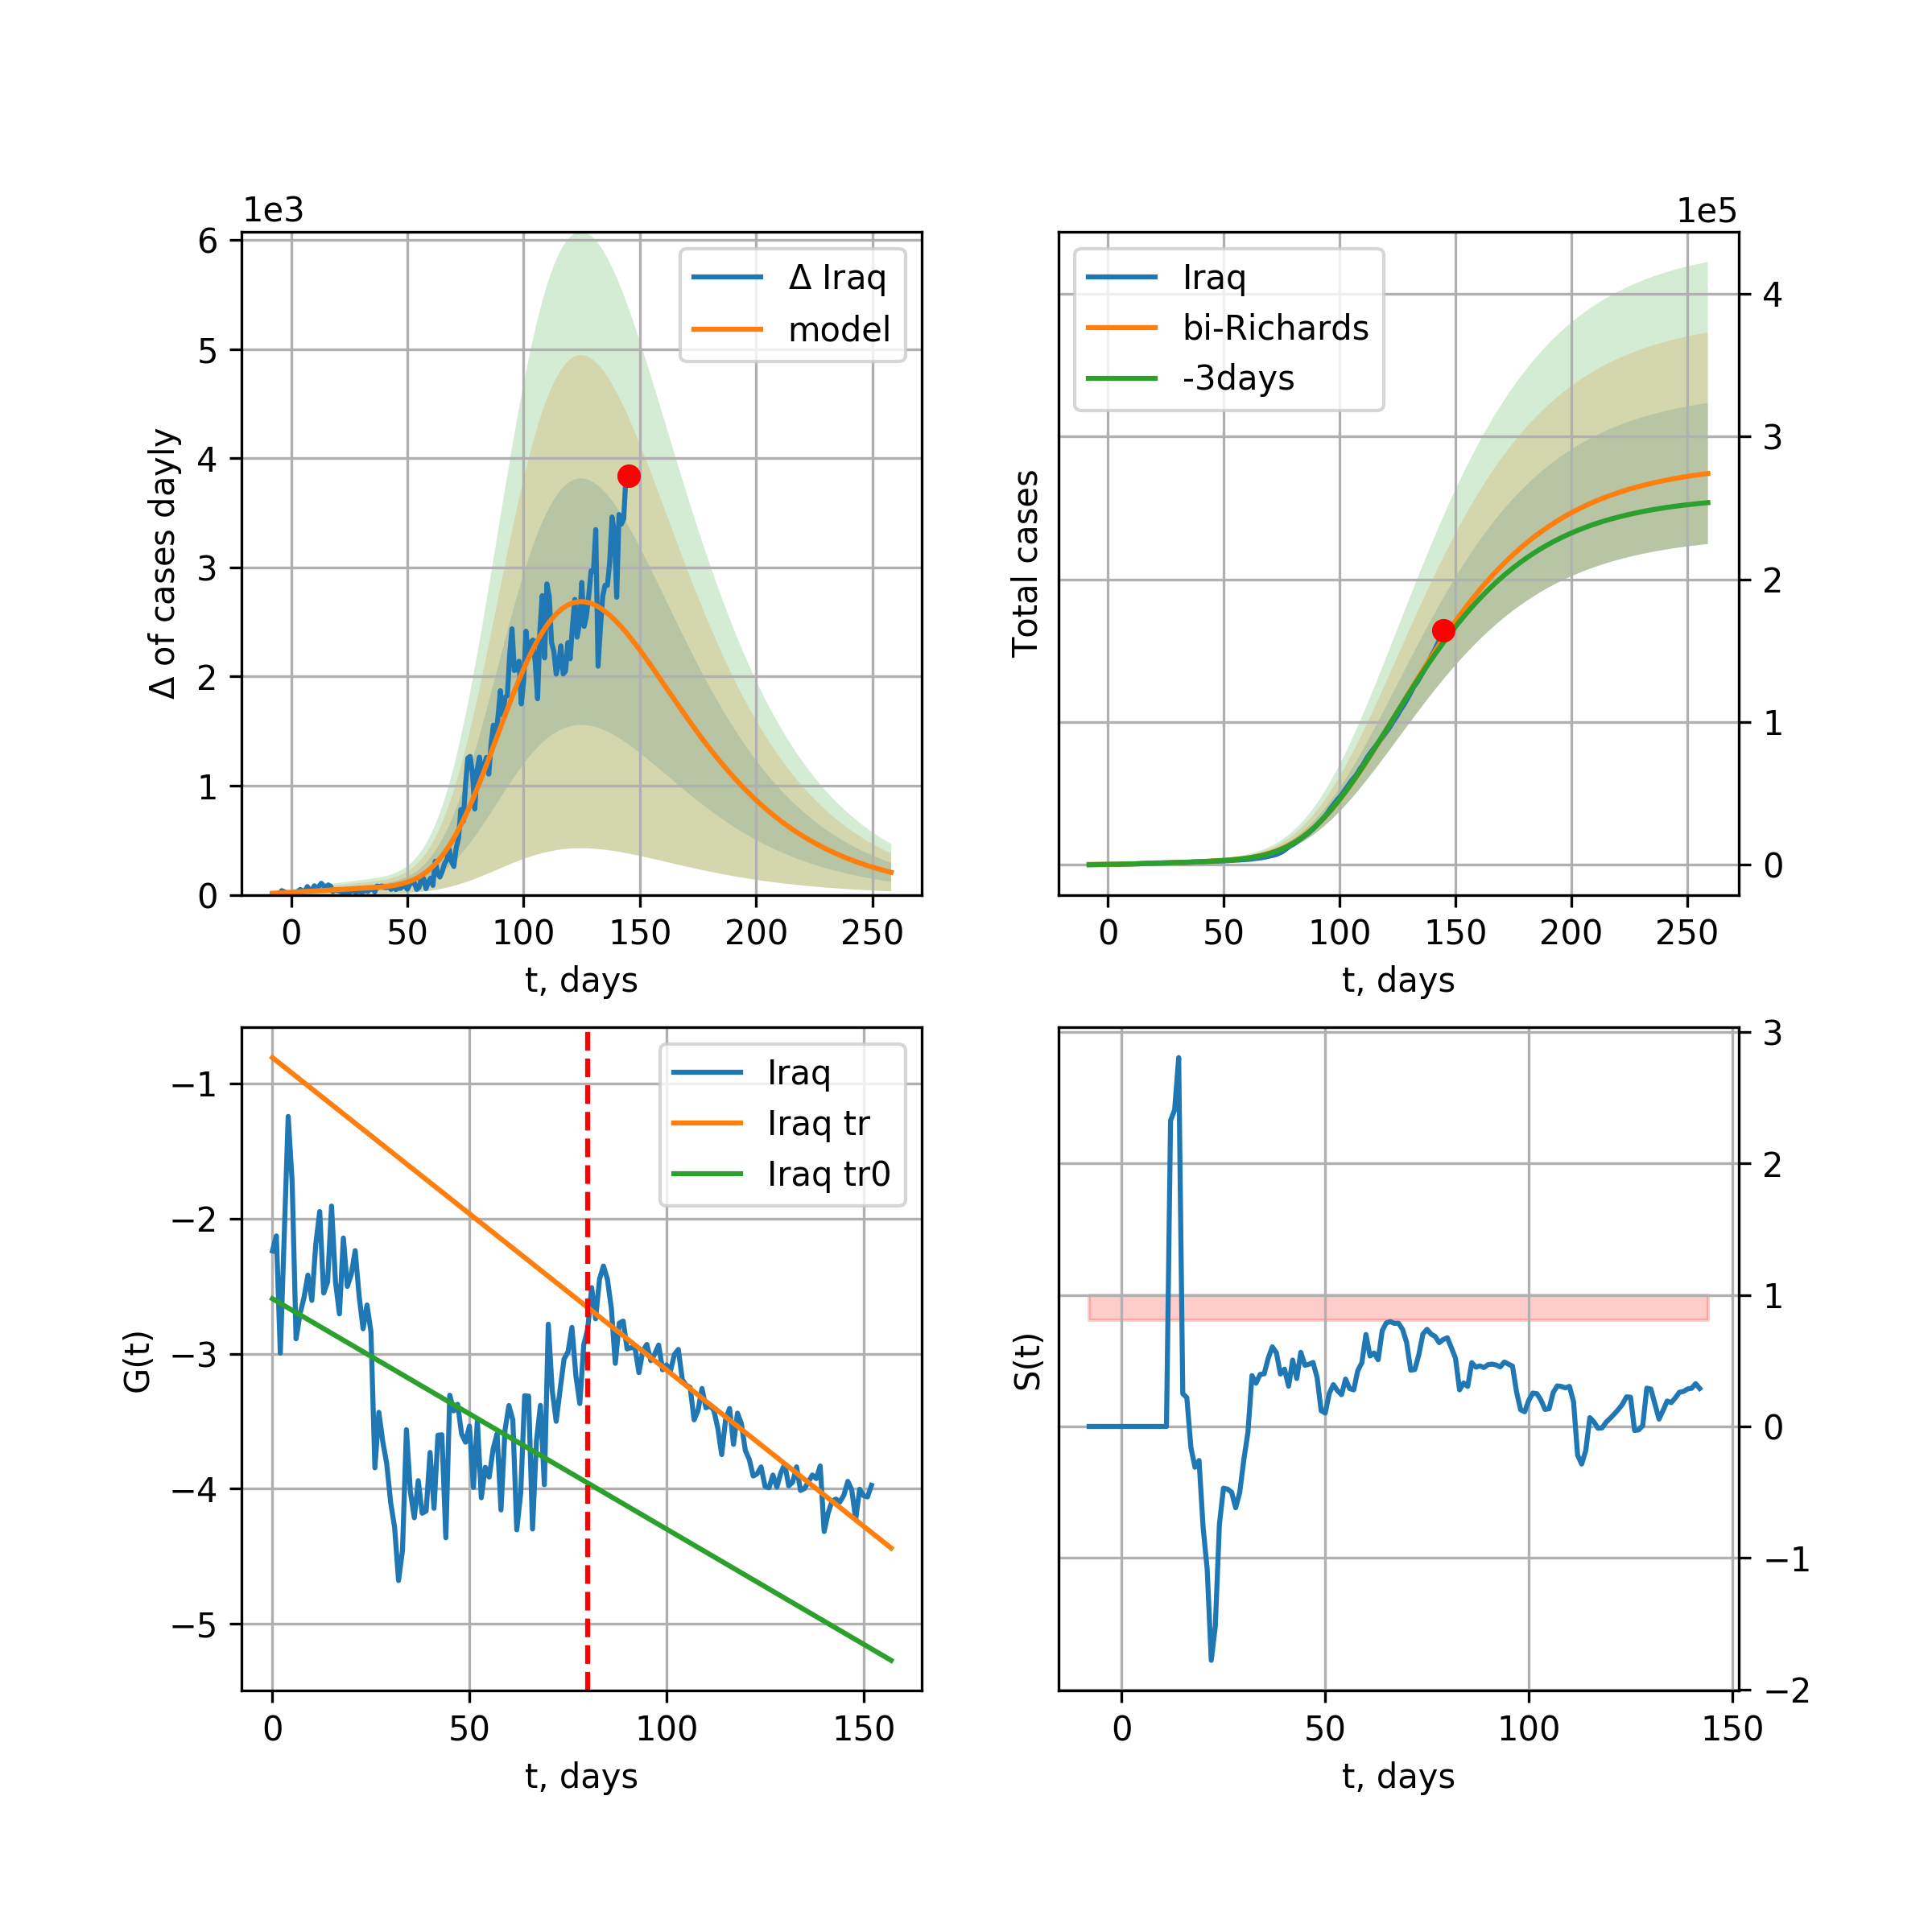 1e3
6
5
4
3
2
1
0
Δ of cases dayly
Δ Iraq
model
0 50 100 150 200 250
t, days
1e5
Iraq
bi-Richards
-3days
Total cases
4
3
2
1
0
0 50 100 150 200 250
t, days
−1
−2
−3
−4
−5
G(t)
Iraq
Iraq tr
Iraq tr0
0 50 100 150
t, days
S(t)
3
2
1
0
−1
−2
0 50 100 150
t, days